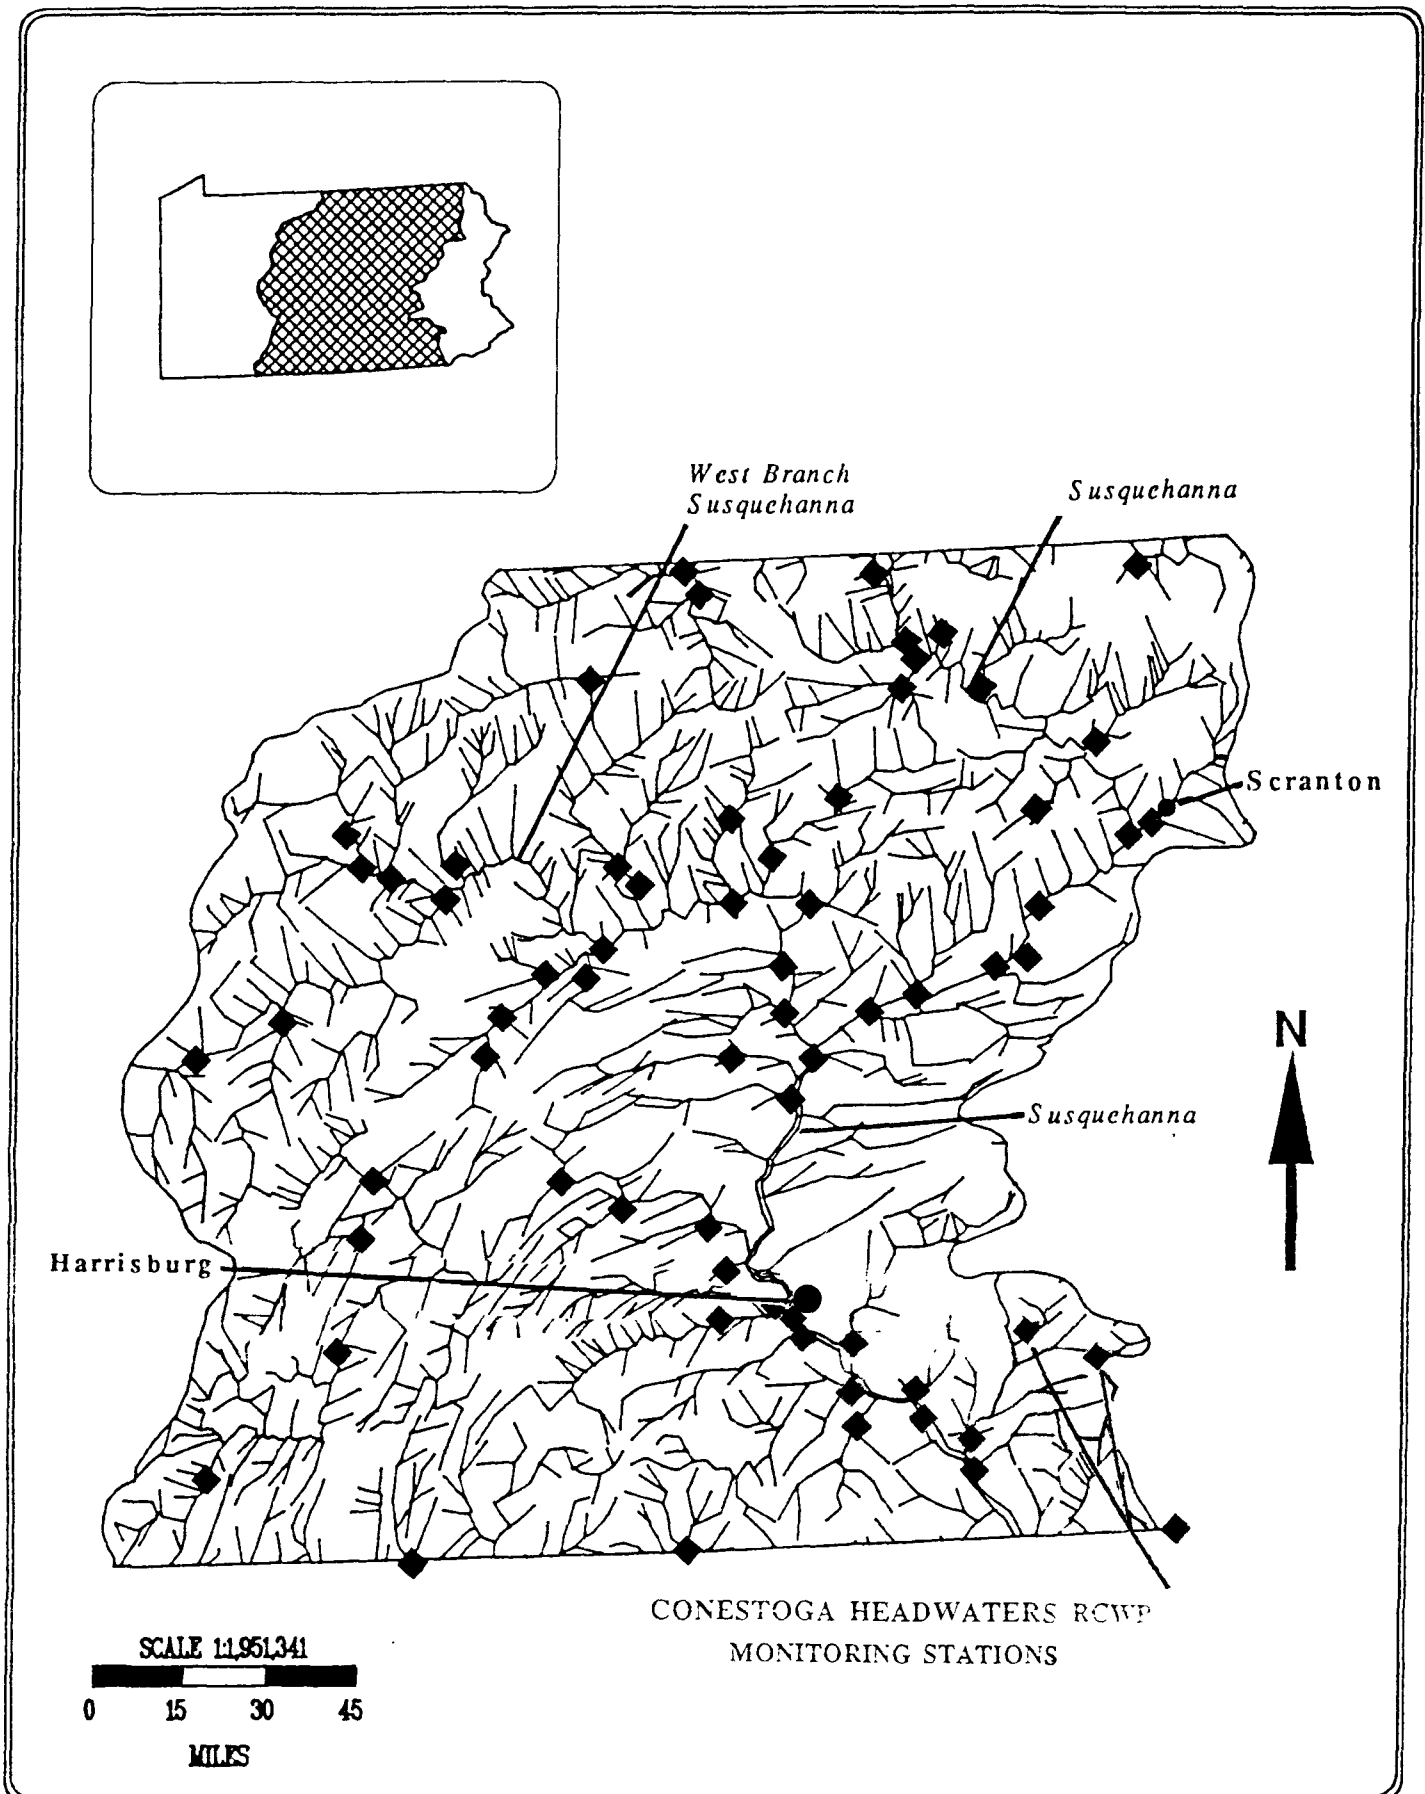 West Branch
Susquehanna
Susquehanna
Scranton
N
Susquehanna
Harrisburg
CONESTOGA HEADWATERS RCWP
MONITORING STATIONS
SCALE 1:1,951,341
0 15 30 45
MILES